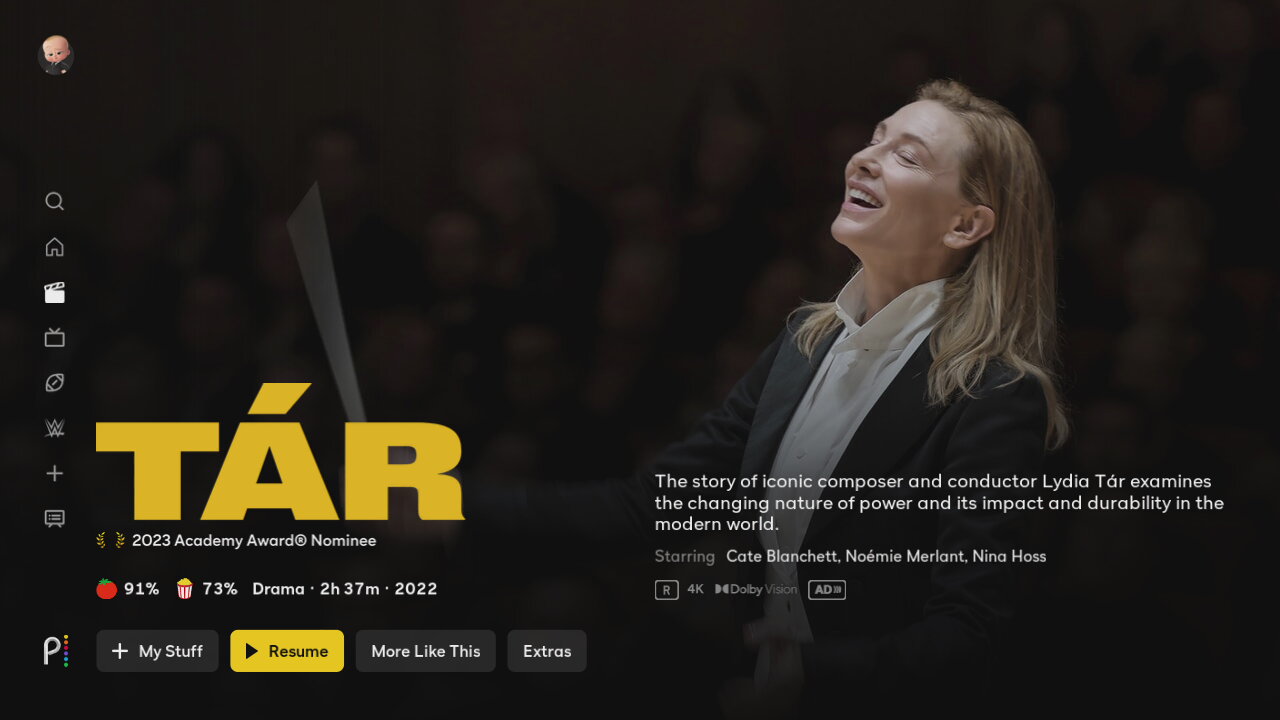 TÁR
2023 Academy Award® Nominee
91% 73% Drama · 2h 37m · 2022
My Stuff Resume More Like This Extras
The story of iconic composer and conductor Lydia Tár examines
the changing nature of power and its impact and durability in the
modern world.
Starring Cate Blanchett, Noémie Merlant, Nina Hoss
R 4K Dolby Vision AD)))